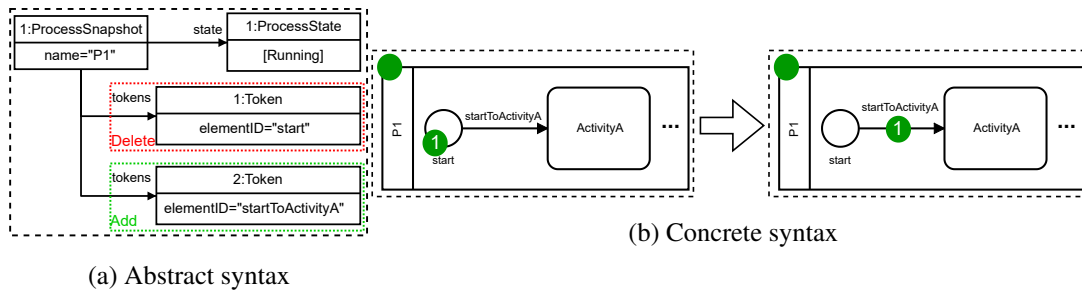 1:ProcessSnapshot
name="P1"
state
1:ProcessState
[Running]
tokens
1:Token
elementID="start"
Delete
tokens
2:Token
elementID="startToActivityA"
Add
(a) Abstract syntax
P1
1
start
startToActivityA
ActivityA
...
P1
start
startToActivityA
1
ActivityA
...
(b) Concrete syntax